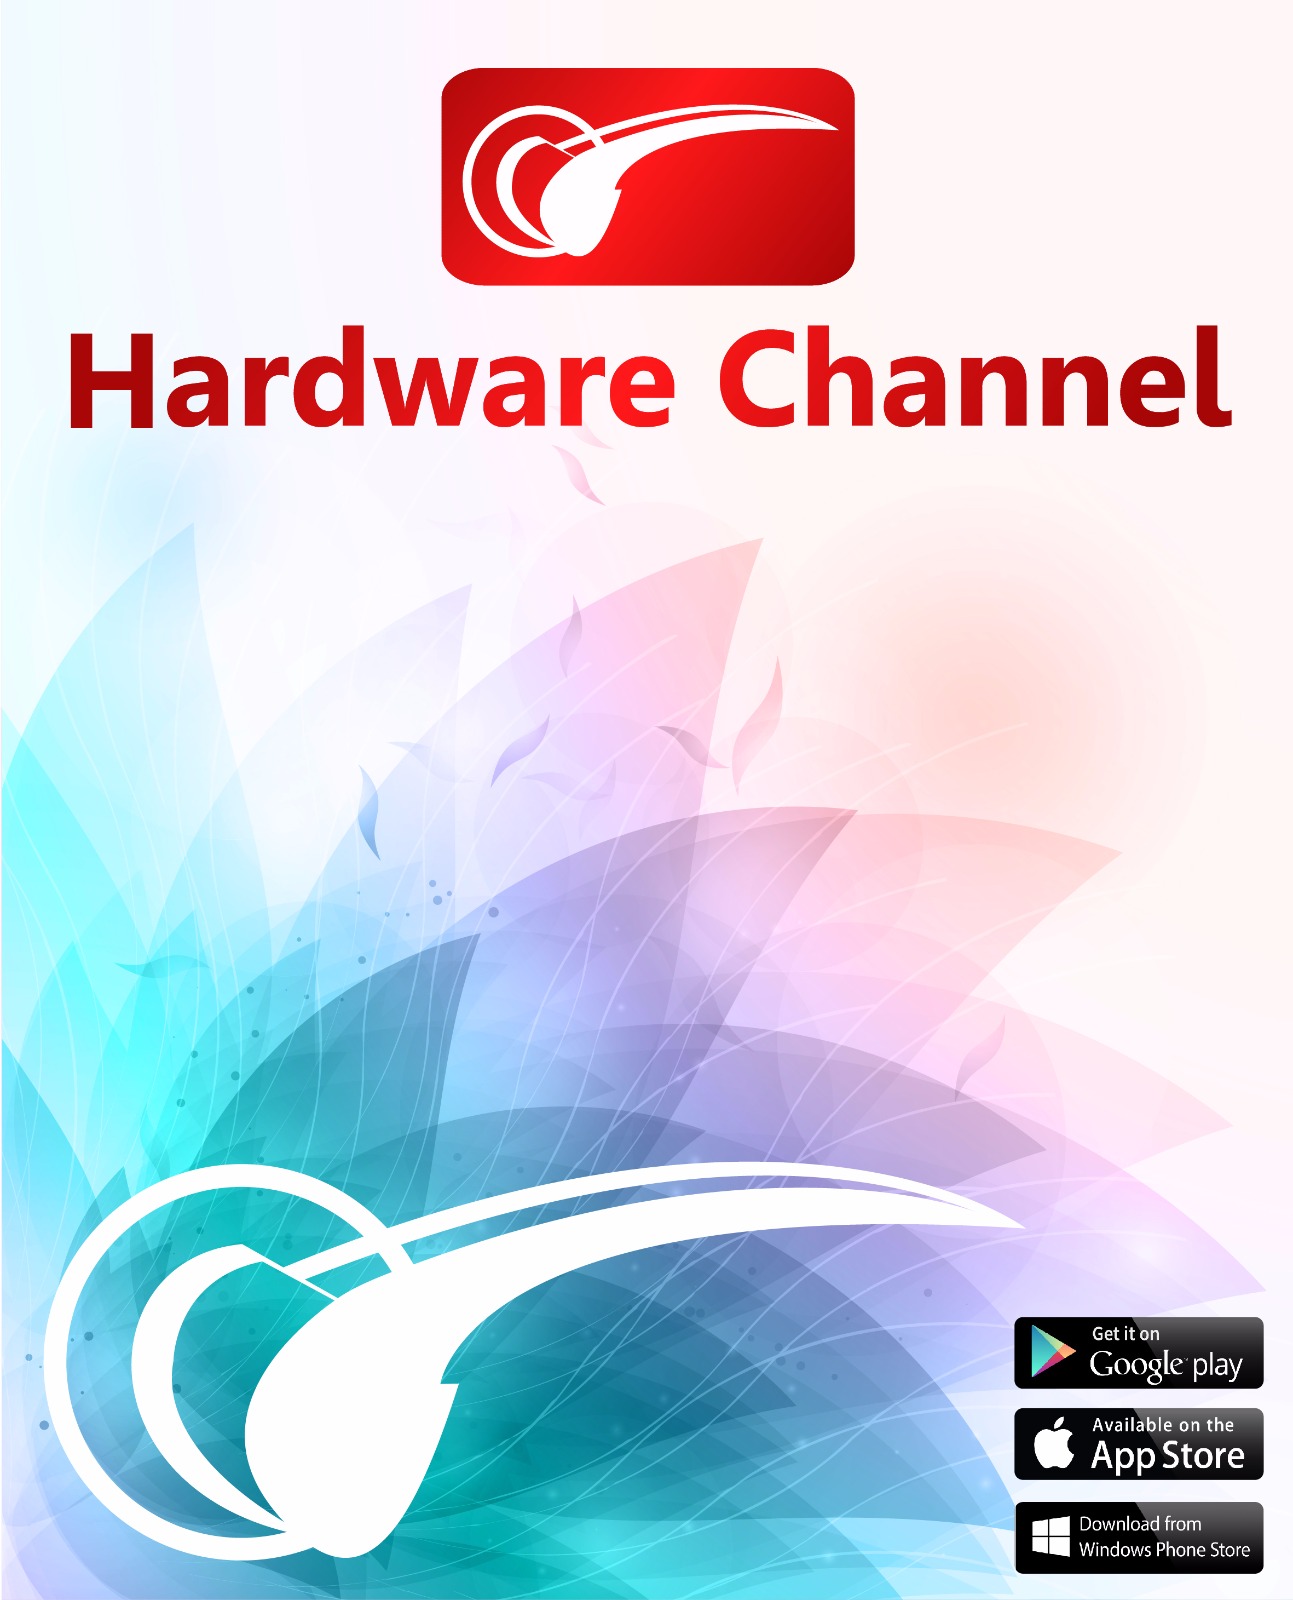 Hardware Channel
Get it on
Google play
Available on the
App Store
Download from
Windows Phone Store